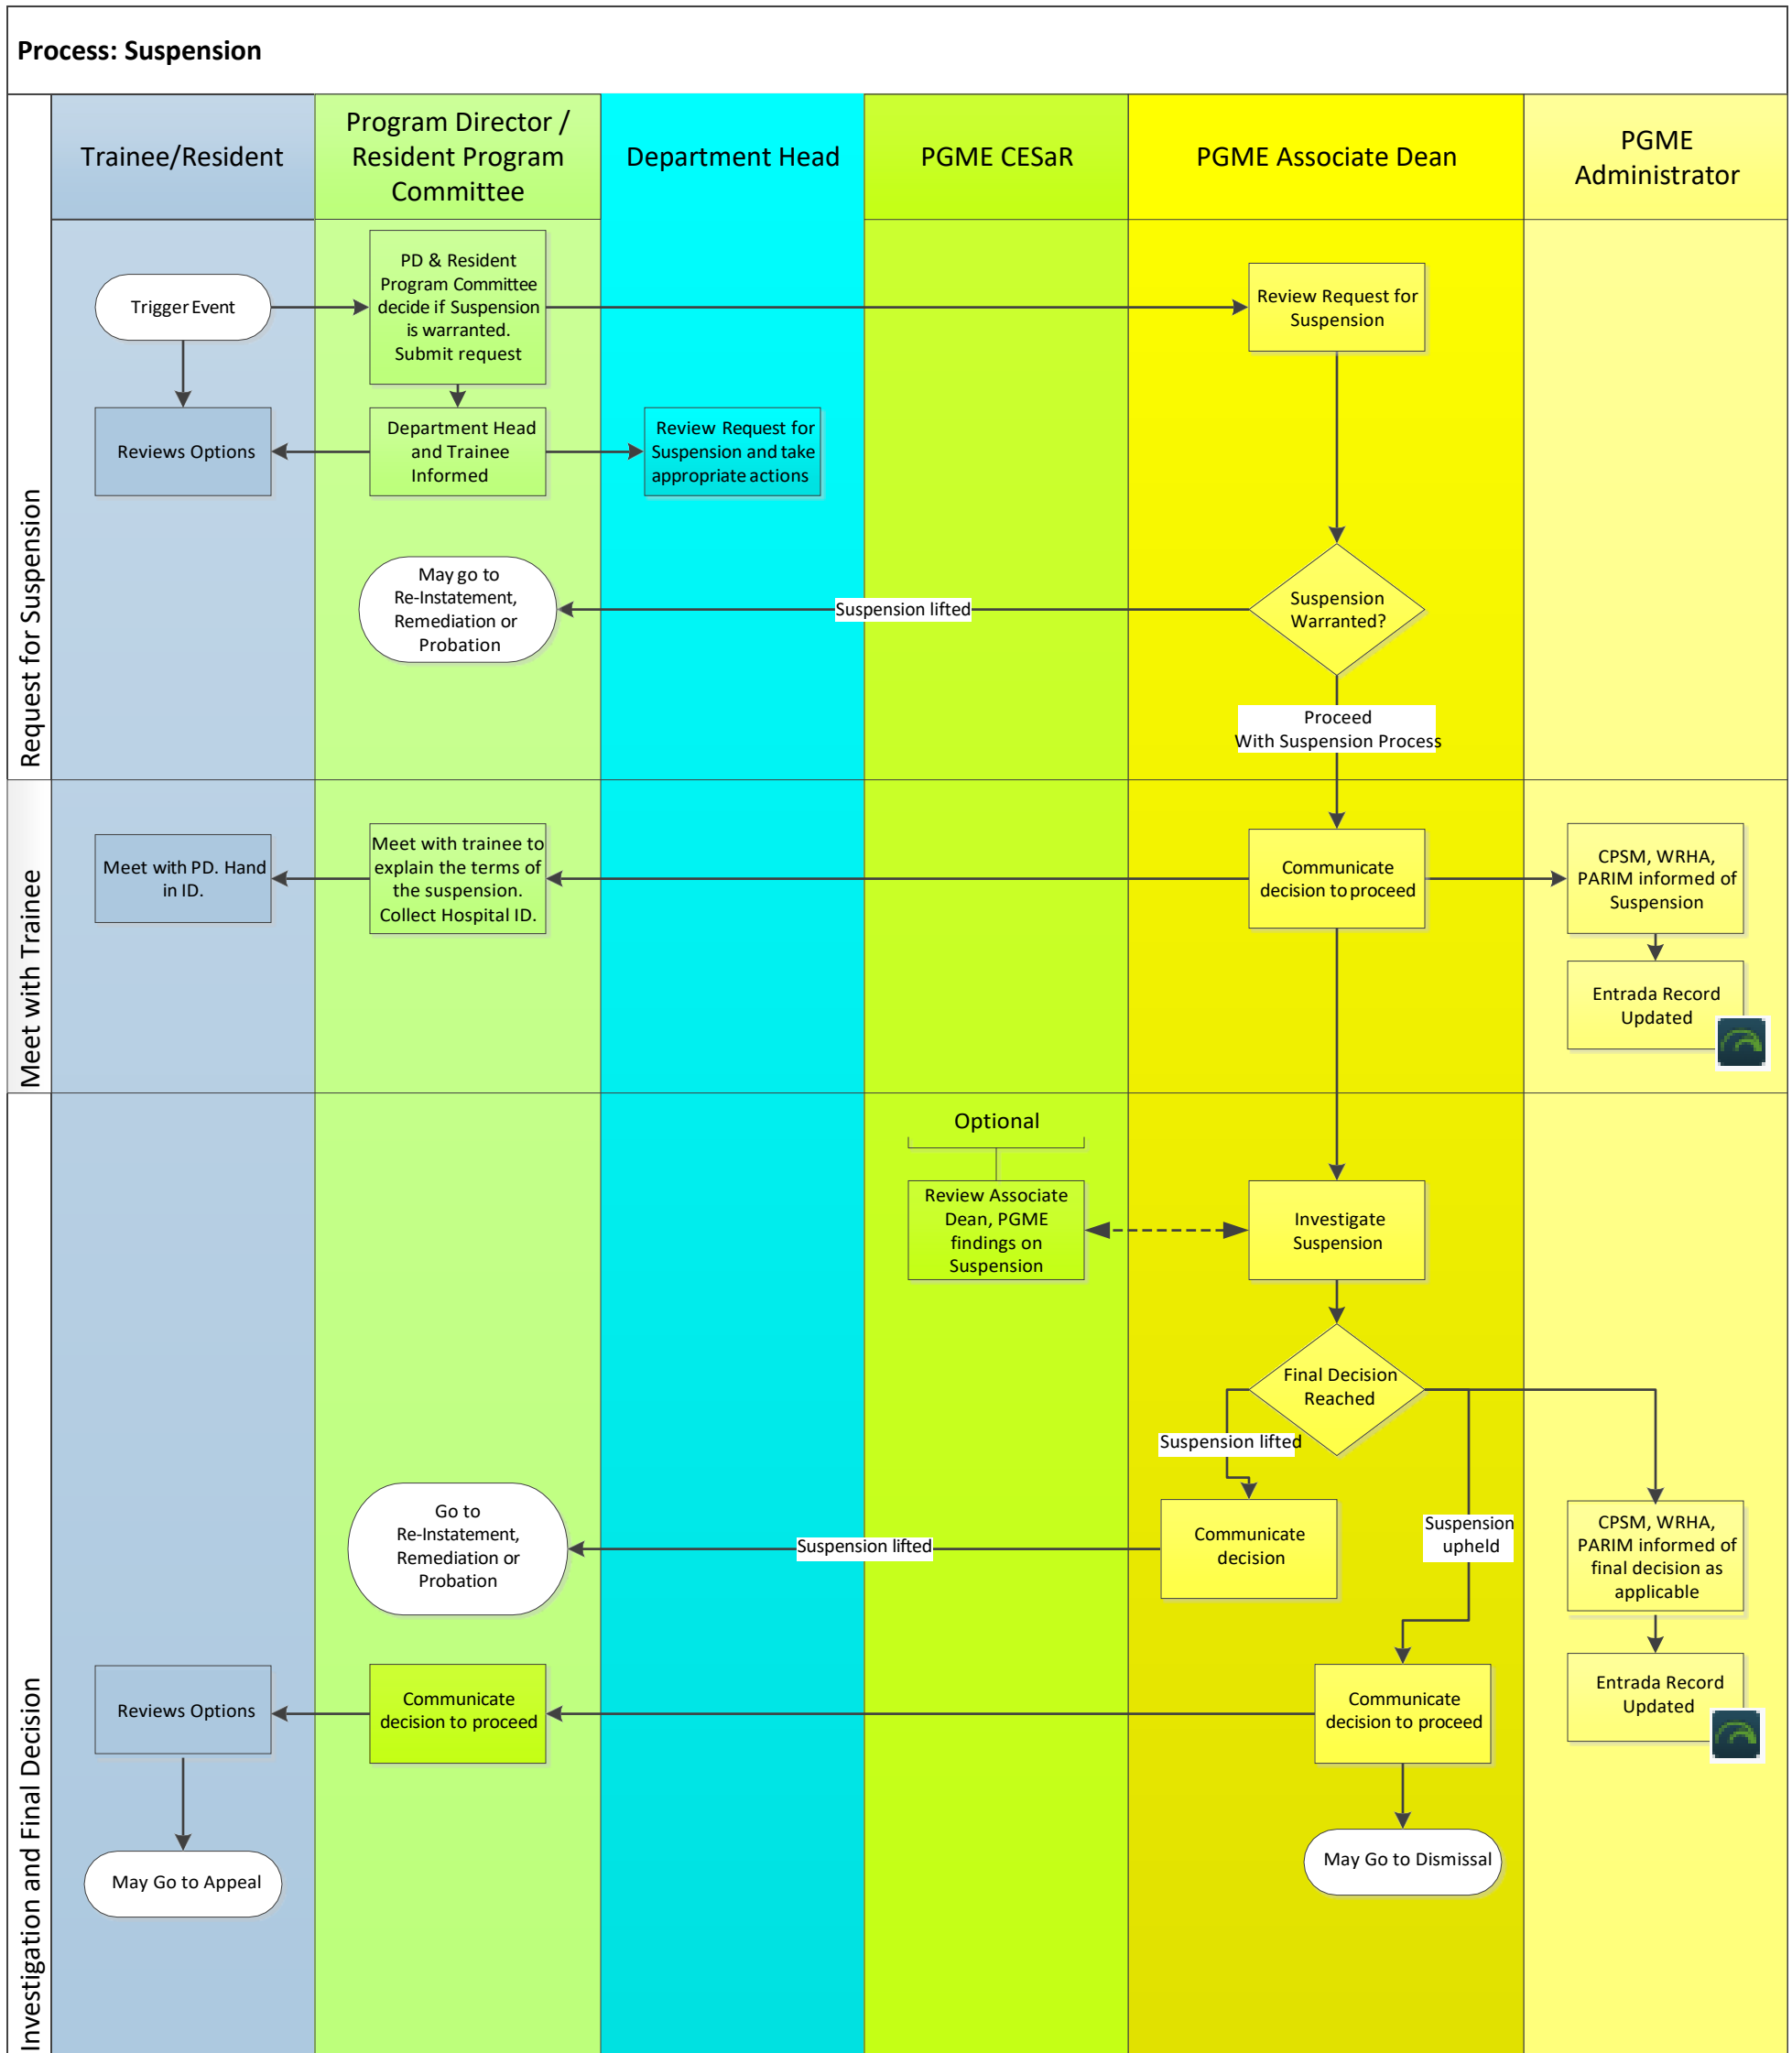 Process: Suspension
Trainee/Resident
Program Director /
Resident Program
Committee
Department Head
PGME CESaR
PGME Associate Dean
PGME
Administrator
Request for Suspension
Trigger Event
PD & Resident
Program Committee
decide if Suspension
is warranted.
Submit request
Review Request for
Suspension
Reviews Options
Department Head
and Trainee
Informed
Review Request for
Suspension and take
appropriate actions
May go to
Re-Instatement,
Remediation or
Probation
Suspension lifted
Suspension
Warranted?
Proceed
With Suspension Process
Meet with Trainee
Meet with PD. Hand
in ID.
Meet with trainee to
explain the terms of
the suspension.
Collect Hospital ID.
Communicate
decision to proceed
CPSM, WRHA,
PARIM informed of
Suspension
Entrada Record
Updated
Investigation and Final Decision
Optional
Review Associate
Dean, PGME
findings on
Suspension
Investigate
Suspension
Final Decision
Reached
Suspension lifted
Go to
Re-Instatement,
Remediation or
Probation
Suspension lifted
Communicate
decision
Suspension
upheld
CPSM, WRHA,
PARIM informed of
final decision as
applicable
Reviews Options
Communicate
decision to proceed
Communicate
decision to proceed
Entrada Record
Updated
May Go to Appeal
May Go to Dismissal